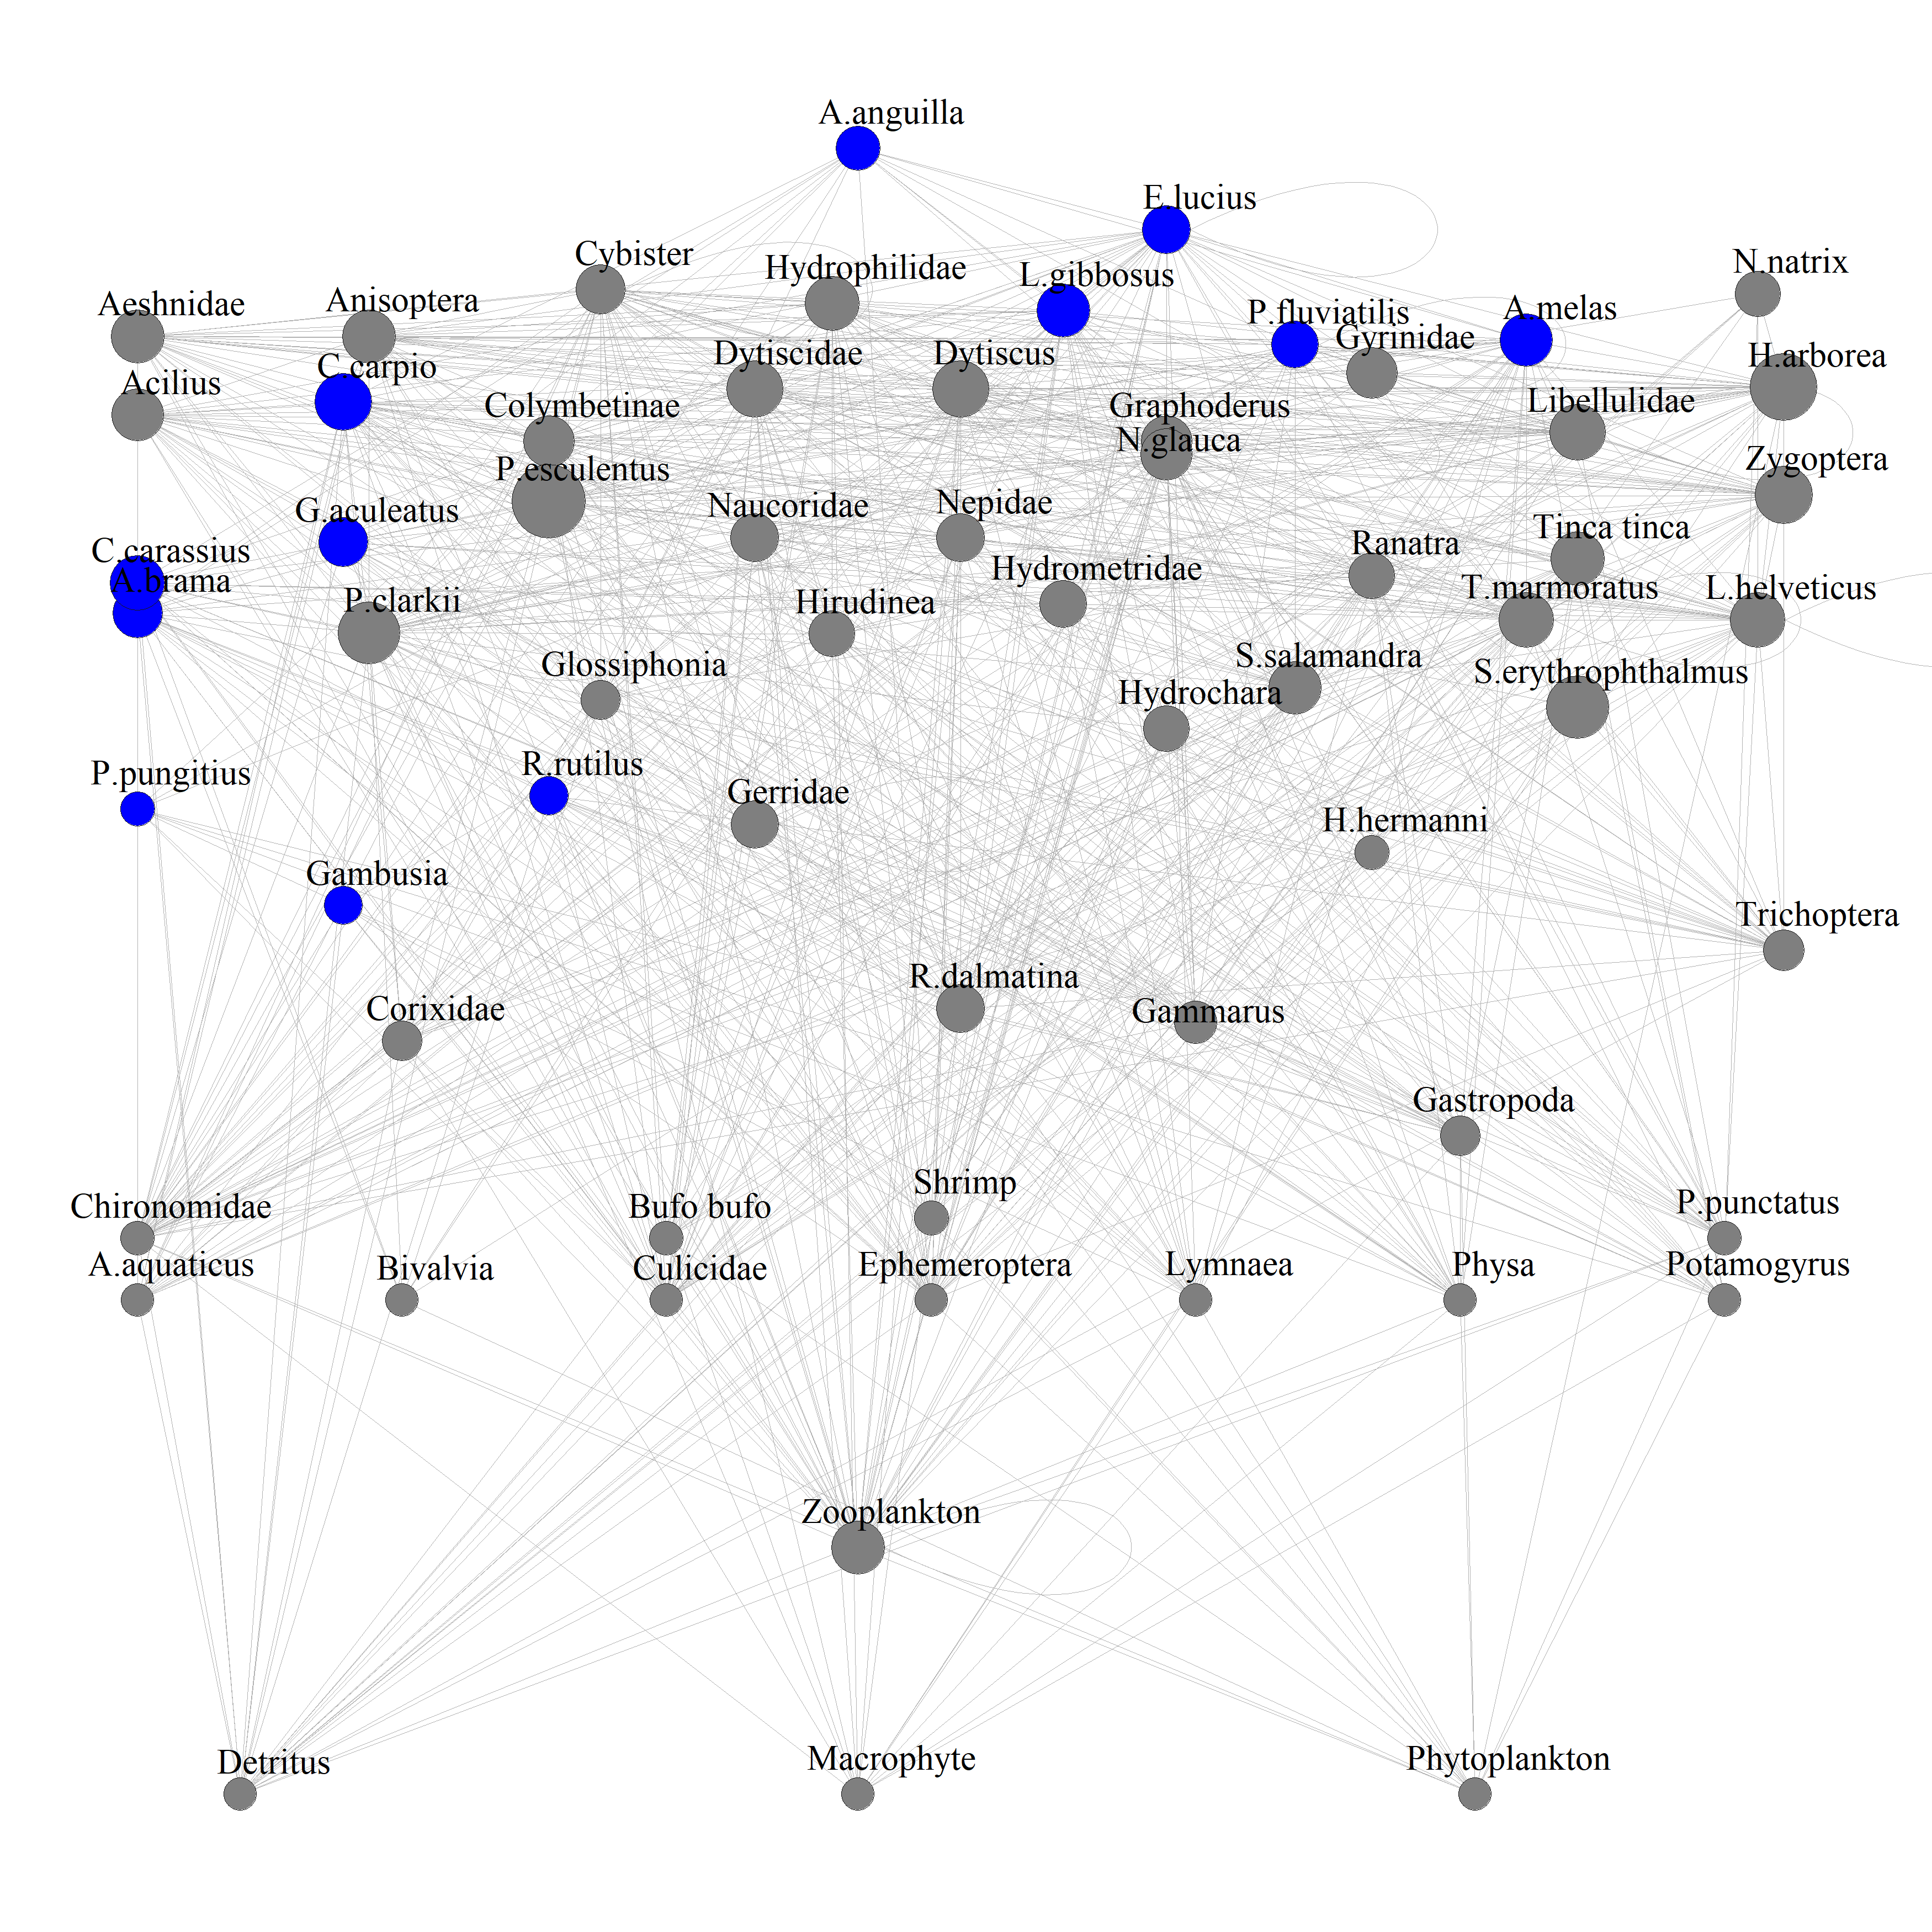 A.anguilla
E.lucius
Cybister
Hydrophilidae
L.gibbosus
N.natrix
Aeshnidae
Anisoptera
P.fluviatilis
A.melas
Gyrinidae
C.carpio
Dytiscidae
Dytiscus
H.arborea
Acilius
Colymbetinae
Graphoderus
Libellulidae
N.glauca
P.esculentus
Zygoptera
G.aculeatus
Naucoridae
Nepidae
Tinca tinca
C.carassius
Ranatra
A.brama
Hydrometridae
T.marmoratus
L.helveticus
P.clarkii
Hirudinea
Glossiphonia
S.salamandra
S.erythrophthalmus
Hydrochara
P.pungitius
R.rutilus
Gerridae
H.hermanni
Gambusia
Trichoptera
R.dalmatina
Corixidae
Gammarus
Gastropoda
Shrimp
Chironomidae
Bufo bufo
P.punctatus
A.aquaticus
Bivalvia
Culicidae
Ephemeroptera
Lymnaea
Physa
Potamogyrus
Zooplankton
Detritus
Macrophyte
Phytoplankton